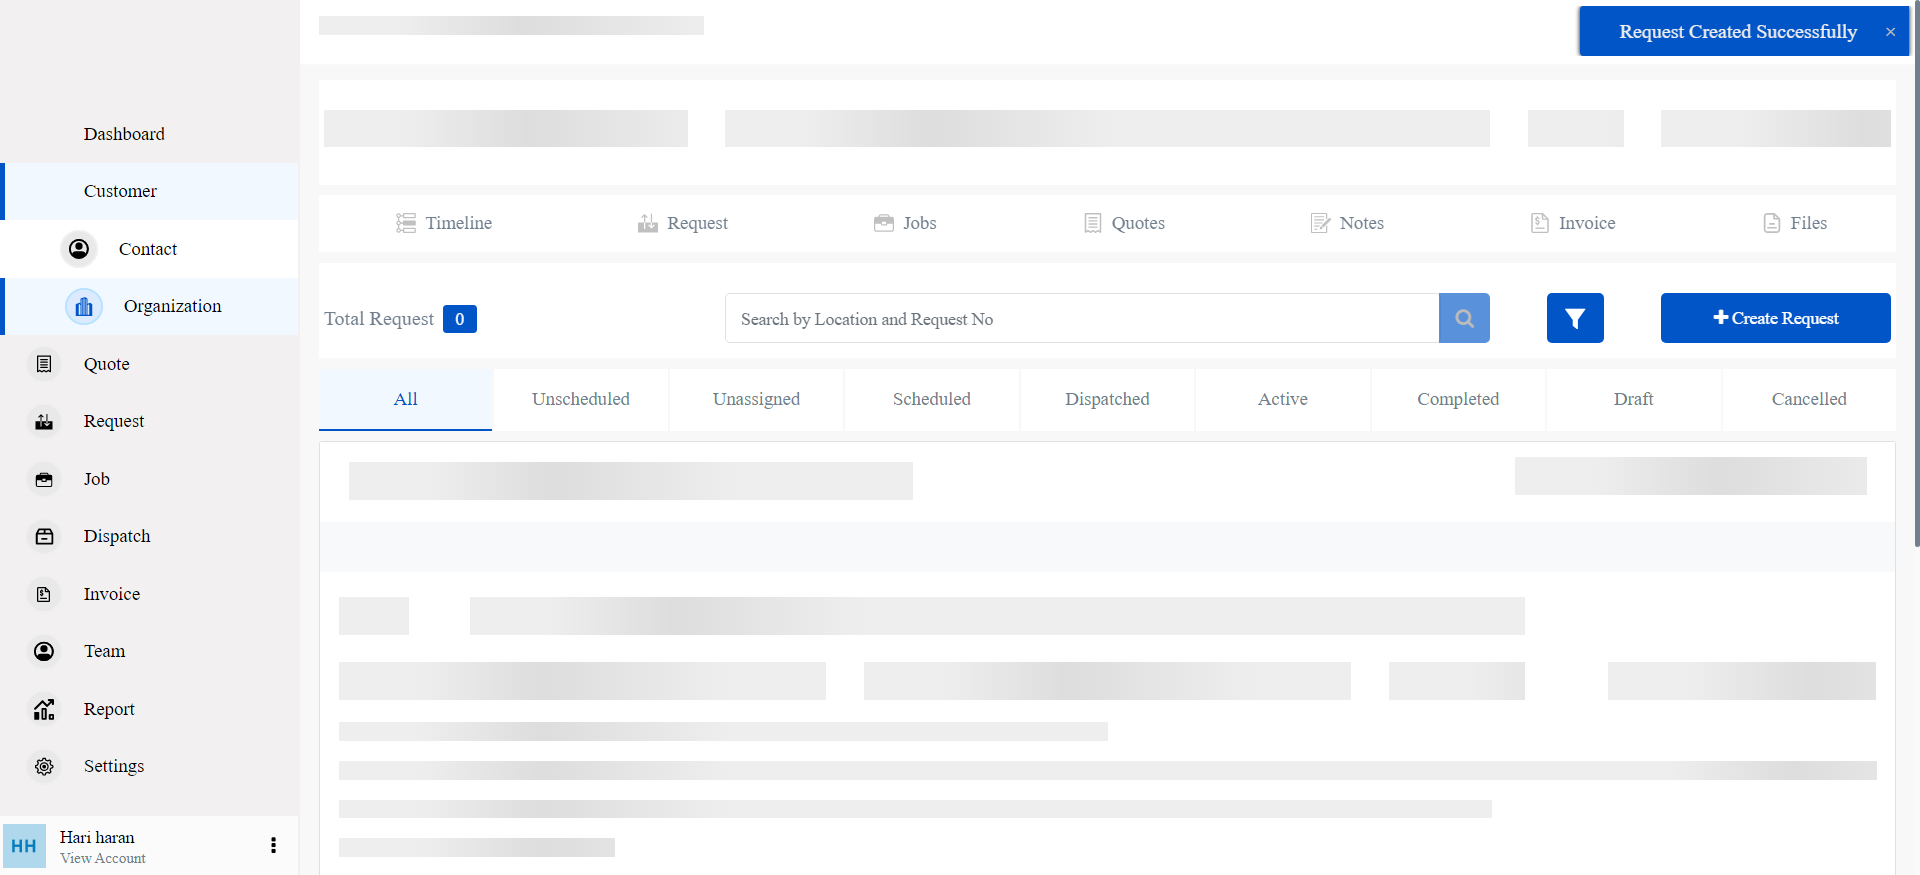 Request Created Successfully ×
Dashboard
Customer
Contact
Organization
Quote
Request
Job
Dispatch
Invoice
Team
Report
Settings
HH
Hari haran
View Account
Timeline
Request
Jobs
Quotes
Notes
Invoice
Files
Total Request 0
Search by Location and Request No
Create Request
All
Unscheduled
Unassigned
Scheduled
Dispatched
Active
Completed
Draft
Cancelled